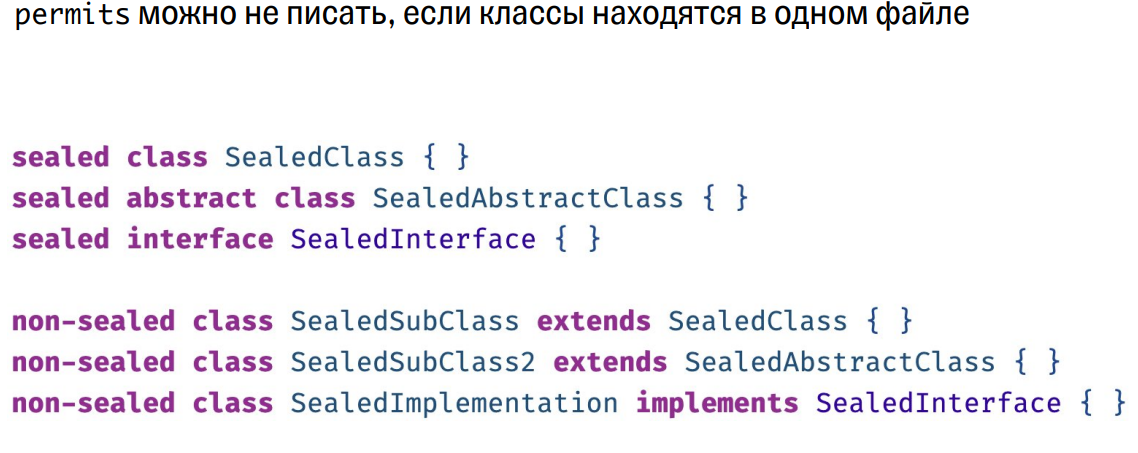 permits можно не писать, если классы находятся в одном файле
sealed class SealedClass { }
sealed abstract class SealedAbstractClass { }
sealed interface SealedInterface { }
non-sealed class SealedSubClass extends SealedClass { }
non-sealed class SealedSubClass2 extends SealedAbstractClass { }
non-sealed class SealedImplementation implements SealedInterface { }